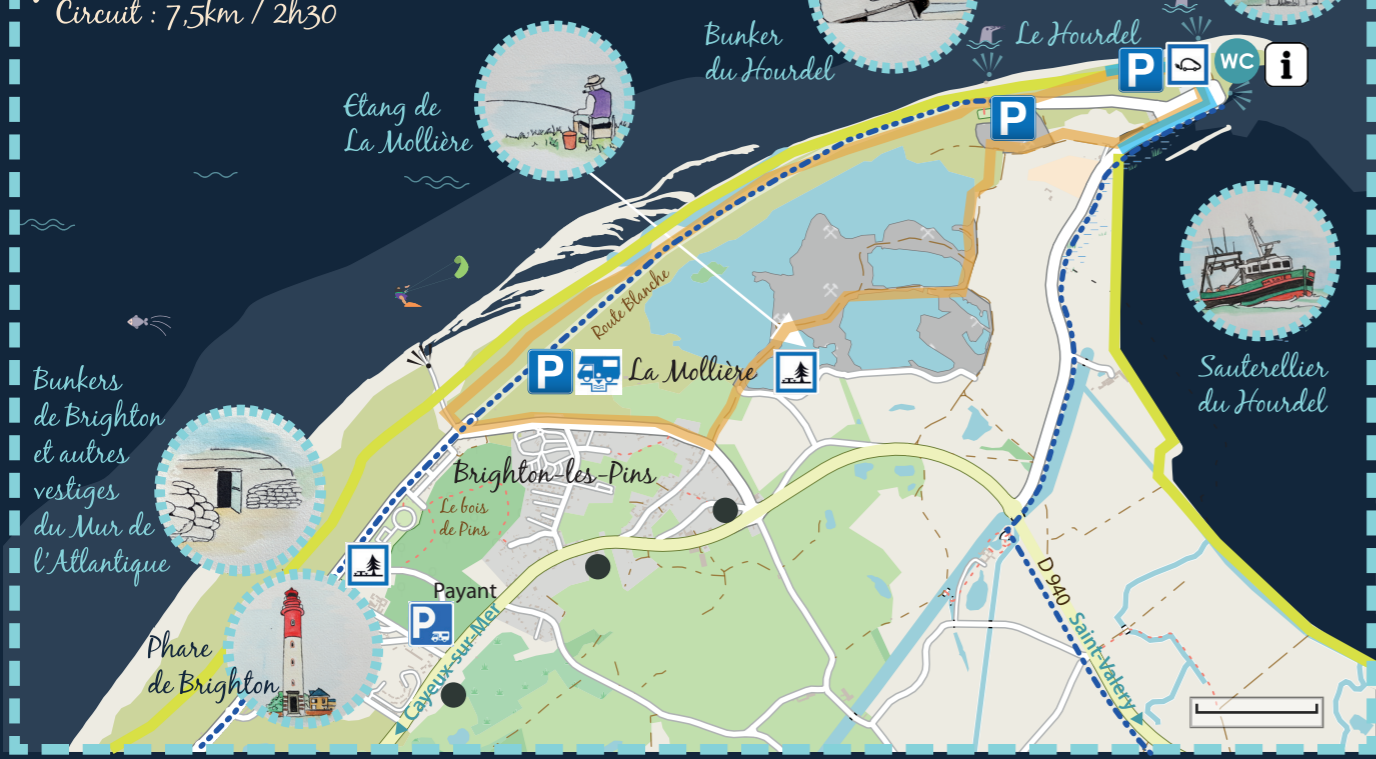 Circuit : 7,5km / 2h30
Bunker
du Hourdel
Le Hourdel
P
WC
i
P
Etang de
La Mollière
Route Blanche
P
La Mollière
Sauterellier
du Hourdel
Bunkers
de Brighton
et autres
vestiges
du Mur de
l'Atlantique
Brighton-les-Pins
Le bois
de Pins
Payant
P
D 940
Phare
de Brighton
Cayeux-sur-Mer
Saint-Valery